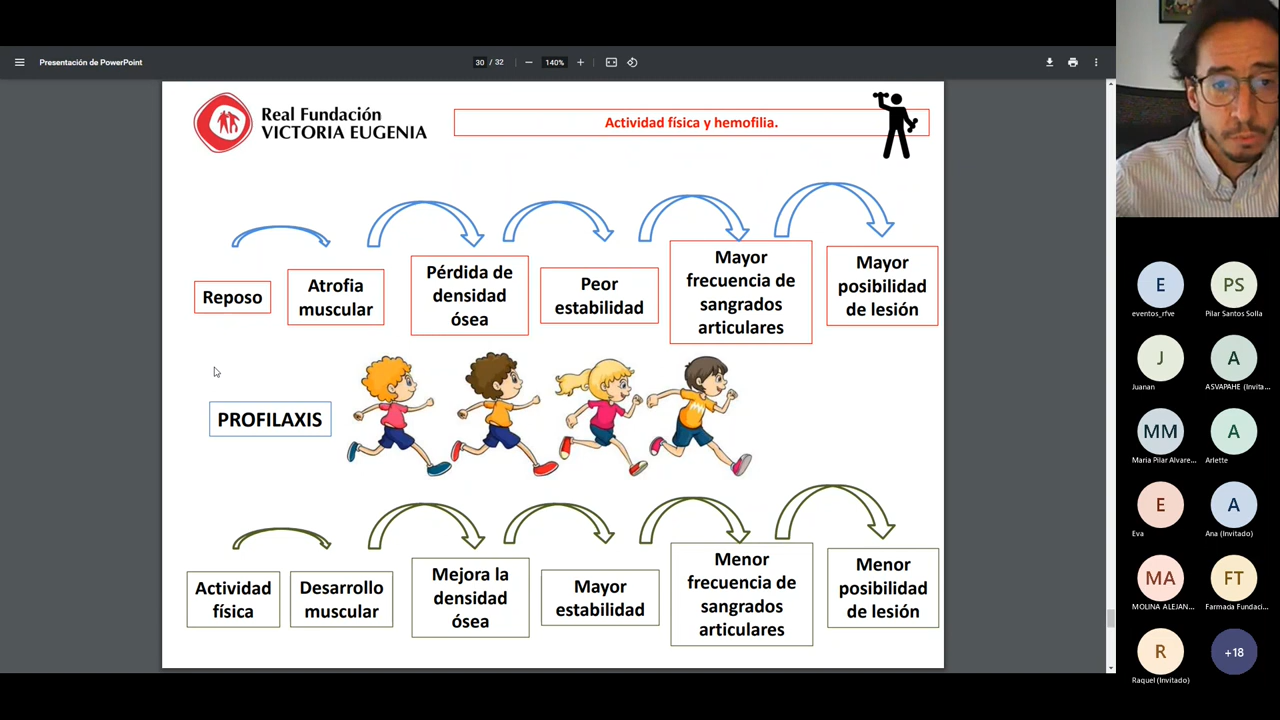 Presentación de PowerPoint
30 / 32
140%
Real Fundación
VICTORIA EUGENIA
Actividad física y hemofilia.
Reposo
Atrofia
muscular
Pérdida de
densidad
ósea
Peor
estabilidad
Mayor
frecuencia de
sangrados
articulares
Mayor
posibilidad
de lesión
PROFILAXIS
Actividad
física
Desarrollo
muscular
Mejora la
densidad
ósea
Mayor
estabilidad
Menor
frecuencia de
sangrados
articulares
Menor
posibilidad
de lesión
E
eventos_rfve
PS
Pilar Santos Solla
J
Juanan
A
ASVAPAHE (Invita...
MM
Maria Pilar Alvare...
A
Arlette
E
Eva
A
Ana (Invitado)
MA
MOLINA ALEJAN...
FT
Farmada Fundaci...
R
Raquel (Invitado)
+18